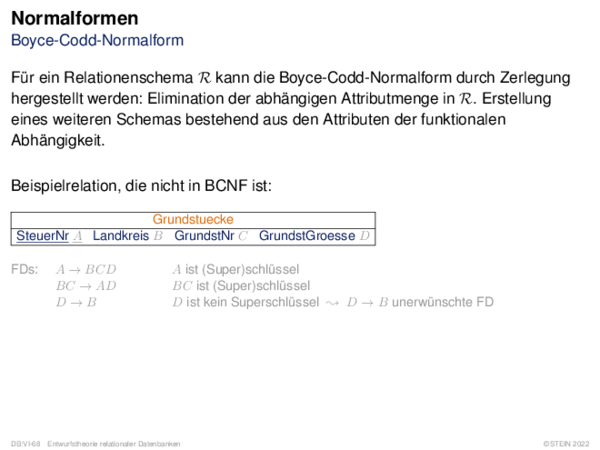 Normalformen
Boyce-Codd-Normalform
Für ein Relationenschema ℛ kann die Boyce-Codd-Normalform durch Zerlegung
hergestellt werden: Elimination der abhängigen Attributmenge in ℛ. Erstellung
eines weiteren Schemas bestehend aus den Attributen der funktionalen
Abhängigkeit.
Beispielrelation, die nicht in BCNF ist:
Grundstuecke
SteuerNr A Landkreis B GrundstNr C GrundstGroesse D
FDs: A → BCD A ist (Super)schlüssel
BC → AD BC ist (Super)schlüssel
D → B D ist kein Superschlüssel ⇝ D → B unerwünschte FD
DB:VI-68 Entwurfstheorie relationaler Datenbanken ©STEIN 2022